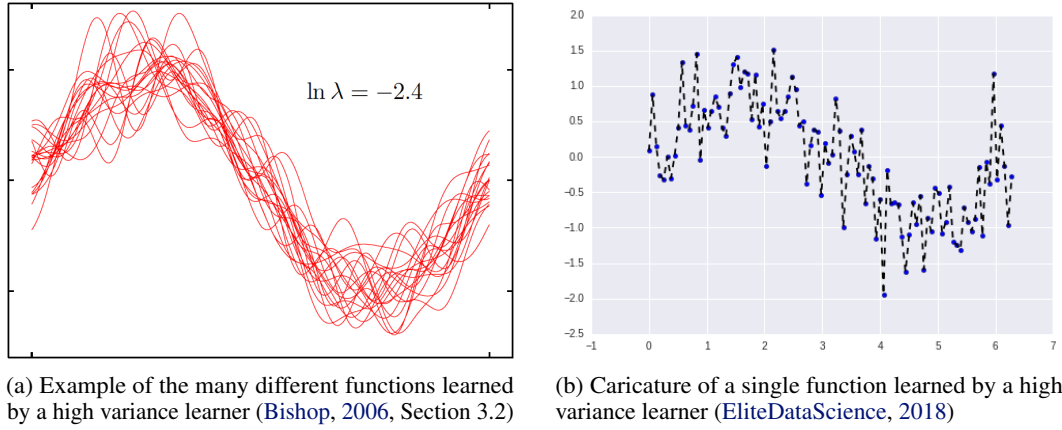 ln λ = −2.4
2.0
1.5
1.0
0.5
0.0
−0.5
−1.0
−1.5
−2.0
−2.5
−1 0 1 2 3 4 5 6 7
(a) Example of the many different functions learned
by a high variance learner (Bishop, 2006, Section 3.2)
(b) Caricature of a single function learned by a high
variance learner (EliteDataScience, 2018)